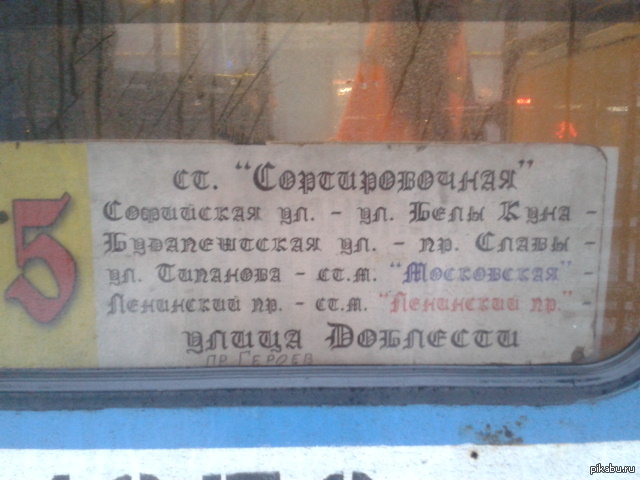 5
ст. "Сортировочная"
Софийская ул. - ул. Белы Куна -
Будапештская ул. - пр. Славы -
ул. Типанова - ст.м. "Московская" -
Ленинский пр. - ст.м. "Ленинский пр." -
улица Доблести
пр Героев
pikabu.ru